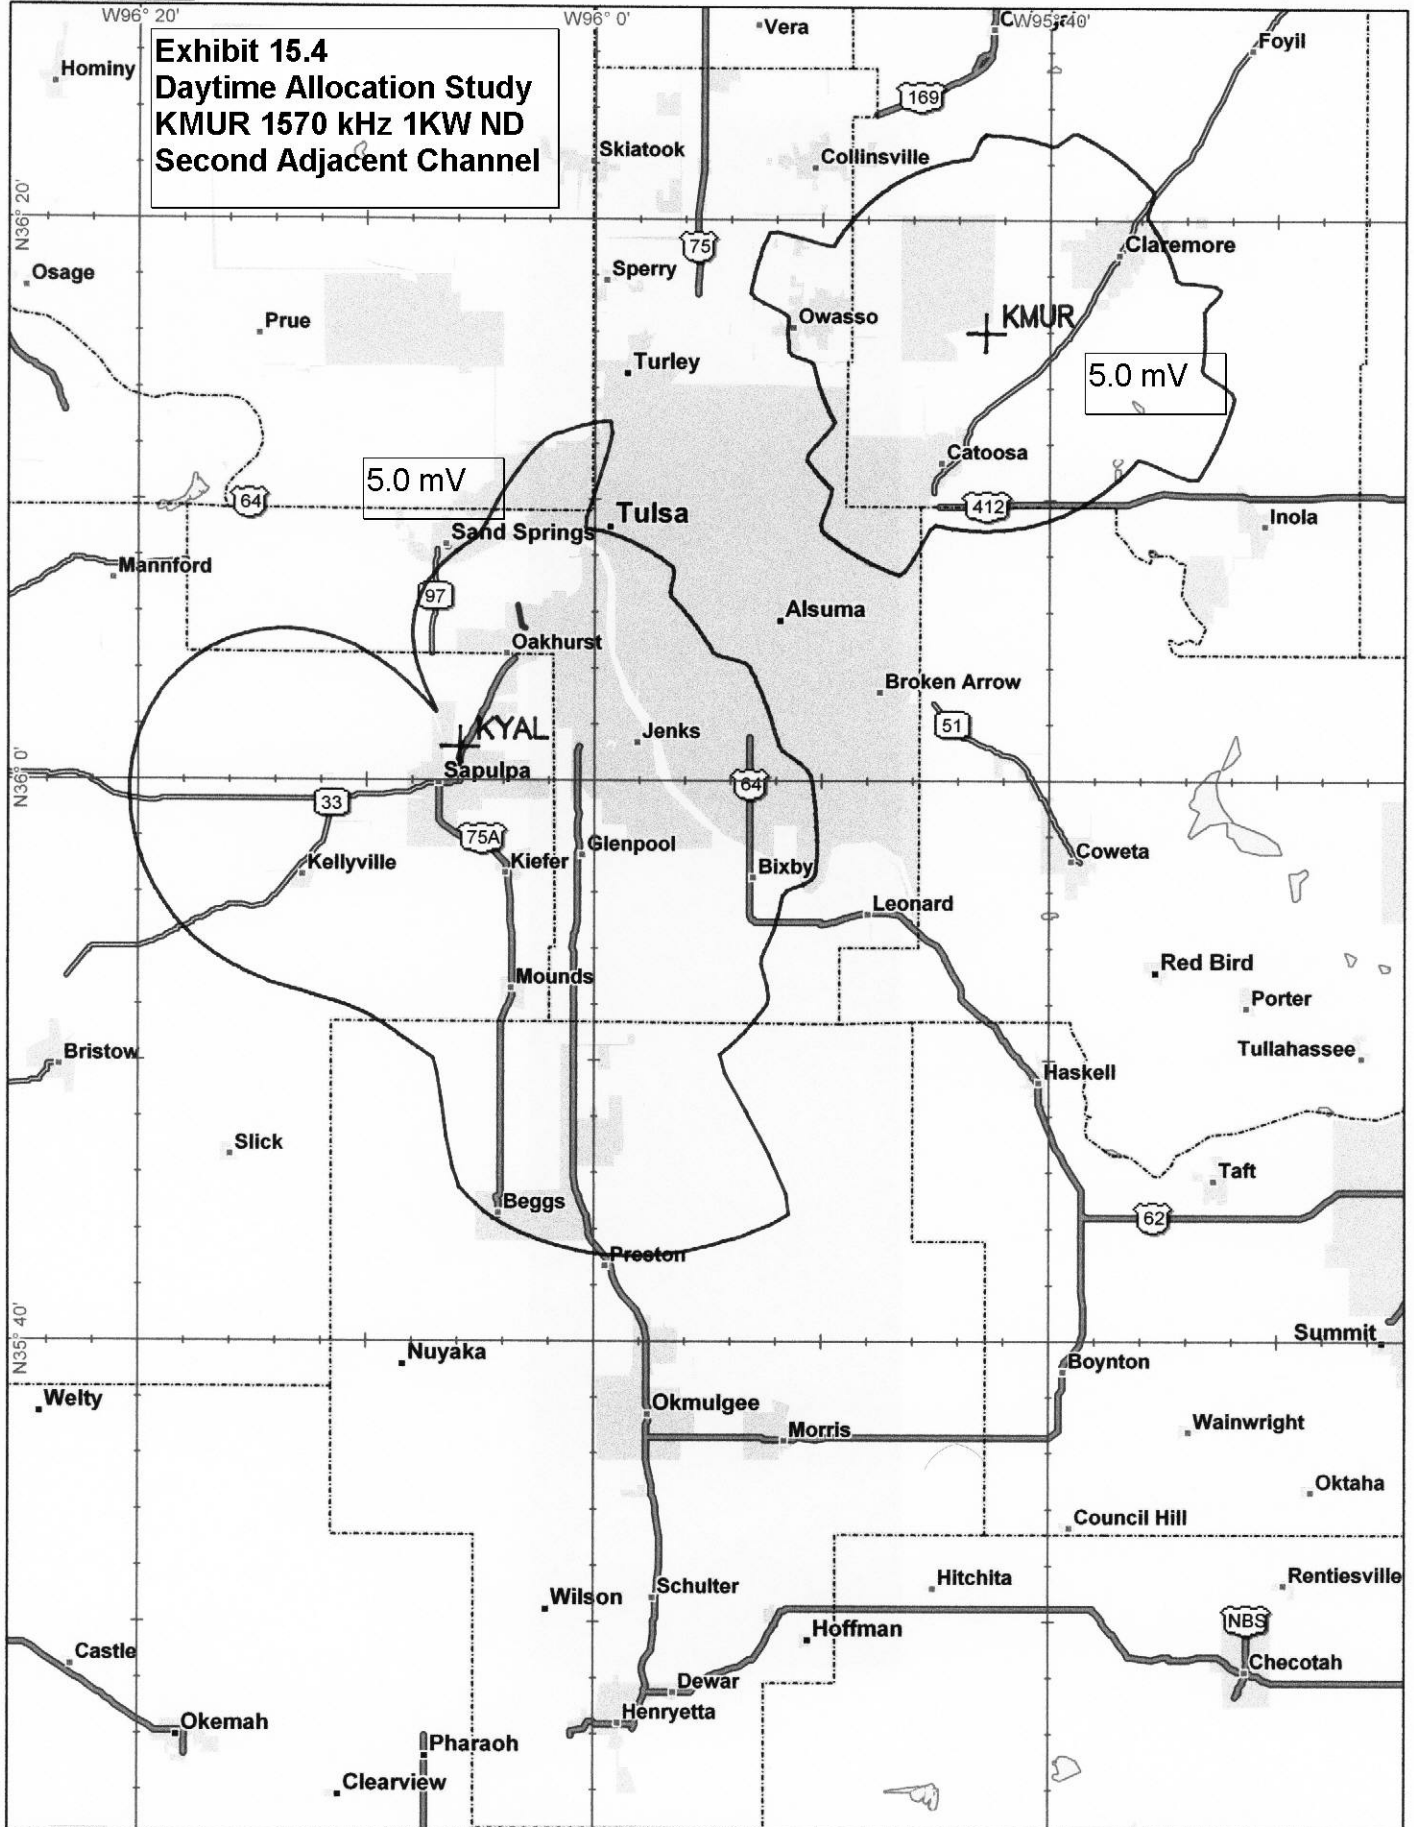 W96° 20'
W96° 0'
W95° 40'
Exhibit 15.4
Daytime Allocation Study
KMUR 1570 kHz 1KW ND
Second Adjacent Channel
Vera
Foyil
Hominy
169
Skiatook
Collinsville
N36° 20'
75
Claremore
Osage
Sperry
Prue
Owasso
KMUR
Turley
5.0 mV
5.0 mV
Catoosa
64
412
Tulsa
Inola
Sand Springs
Mannford
97
Alsuma
Oakhurst
Broken Arrow
51
KYAL
Jenks
N36° 0'
Sapulpa
64
33
75A
Glenpool
Coweta
Kellyville
Kiefer
Bixby
Leonard
Red Bird
Mounds
Porter
Bristow
Tullahassee
Haskell
Slick
Taft
Beggs
62
Preston
N35° 40'
Summit
Nuyaka
Boynton
Welty
Okmulgee
Morris
Wainwright
Oktaha
Council Hill
Hitchita
Rentiesville
Wilson
Schulter
Hoffman
NBS
Castle
Checotah
Dewar
Henryetta
Okemah
Pharaoh
Clearview